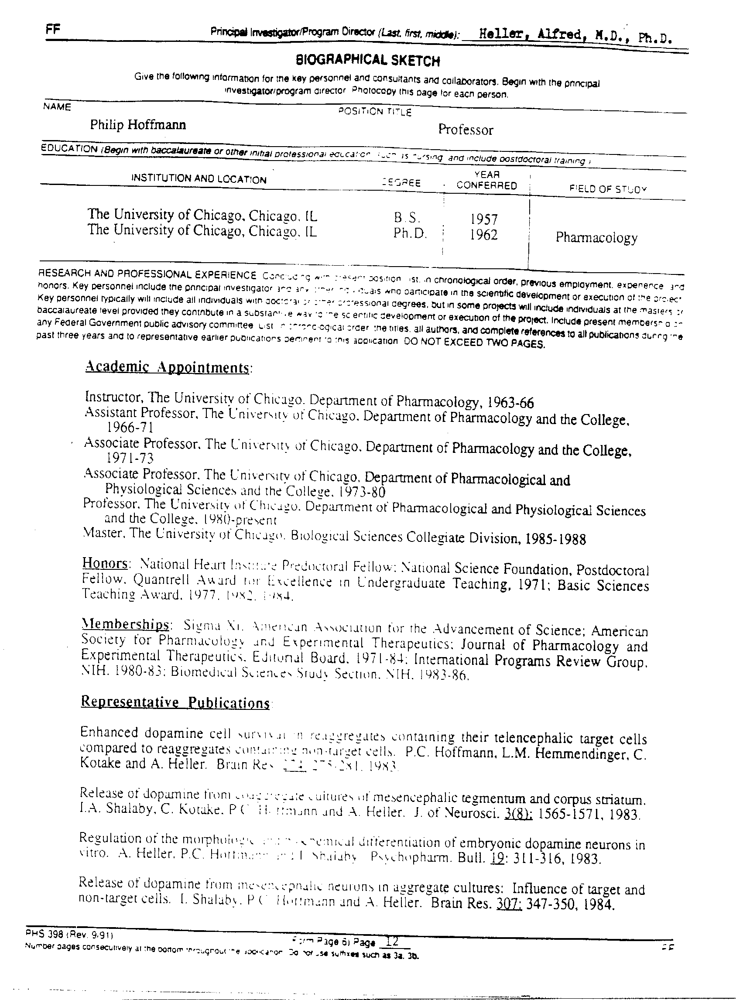 FF Principal Investigator/Program Director (Last, first, middle): Heller, Alfred, M.D., Ph.D.
BIOGRAPHICAL SKETCH
Give the following information for the key personnel and consultants and collaborators. Begin with the principal
investigator/program director. Photocopy this page for each person.
NAME POSITION TITLE
Philip Hoffmann Professor
EDUCATION (Begin with baccalaureate or other initial professional education, such as nursing, and include postdoctoral training.)
INSTITUTION AND LOCATION DEGREE YEAR CONFERRED FIELD OF STUDY
The University of Chicago, Chicago, IL B.S. 1957
The University of Chicago, Chicago, IL Ph.D. 1962 Pharmacology
RESEARCH AND PROFESSIONAL EXPERIENCE: Concluding with present position, list, in chronological order, previous employment, experience, and
honors. Key personnel include the principal investigator and any other individuals who participate in the scientific development or execution of the project.
Key personnel typically will include all individuals with doctoral or other professional degrees, but in some projects will include individuals at the masters or
baccalaureate level provided they contribute in a substantive way to the scientific development or execution of the project. Include present membership on
any Federal Government public advisory committee. List, in chronological order, the titles, all authors, and complete references to all publications during the
past three years and to representative earlier publications pertinent to this application. DO NOT EXCEED TWO PAGES.
Academic Appointments:
Instructor, The University of Chicago, Department of Pharmacology, 1963-66
Assistant Professor, The University of Chicago, Department of Pharmacology and the College,
1966-71
Associate Professor, The University of Chicago, Department of Pharmacology and the College,
1971-73
Associate Professor, The University of Chicago, Department of Pharmacological and
Physiological Sciences and the College, 1973-80
Professor, The University of Chicago, Department of Pharmacological and Physiological Sciences
and the College, 1980-present
Master, The University of Chicago, Biological Sciences Collegiate Division, 1985-1988
Honors: National Heart Institute Predoctoral Fellow; National Science Foundation, Postdoctoral
Fellow, Quantrell Award for Excellence in Undergraduate Teaching, 1971; Basic Sciences
Teaching Award, 1977, 1982, 1984.
Memberships: Sigma Xi, American Association for the Advancement of Science; American
Society for Pharmacology and Experimental Therapeutics; Journal of Pharmacology and
Experimental Therapeutics, Editorial Board, 1971-84; International Programs Review Group,
NIH, 1980-83; Biomedical Sciences Study Section, NIH, 1983-86.
Representative Publications:
Enhanced dopamine cell survival in reaggregates containing their telencephalic target cells
compared to reaggregates containing non-target cells. P.C. Hoffmann, L.M. Hemmendinger, C.
Kotake and A. Heller. Brain Res. 275-281, 1983
Release of dopamine from coaggregate cultures of mesencephalic tegmentum and corpus striatum.
I.A. Shalaby, C. Kotake, P.C. Hoffmann and A. Heller. J. of Neurosci. 3(8): 1565-1571, 1983.
Regulation of the morphologic and biochemical differentiation of embryonic dopamine neurons in
vitro. A. Heller, P.C. Hoffmann and I. Shalaby. Psychopharm. Bull. 19: 311-316, 1983.
Release of dopamine from mesencephalic neurons in aggregate cultures: Influence of target and
non-target cells. I. Shalaby, P.C. Hoffmann and A. Heller. Brain Res. 307: 347-350, 1984.
PHS 398 (Rev. 9-91) (Form Page 6) Page 12 FF
Number pages consecutively at the bottom throughout the application. Do not use suffixes such as 3a, 3b.